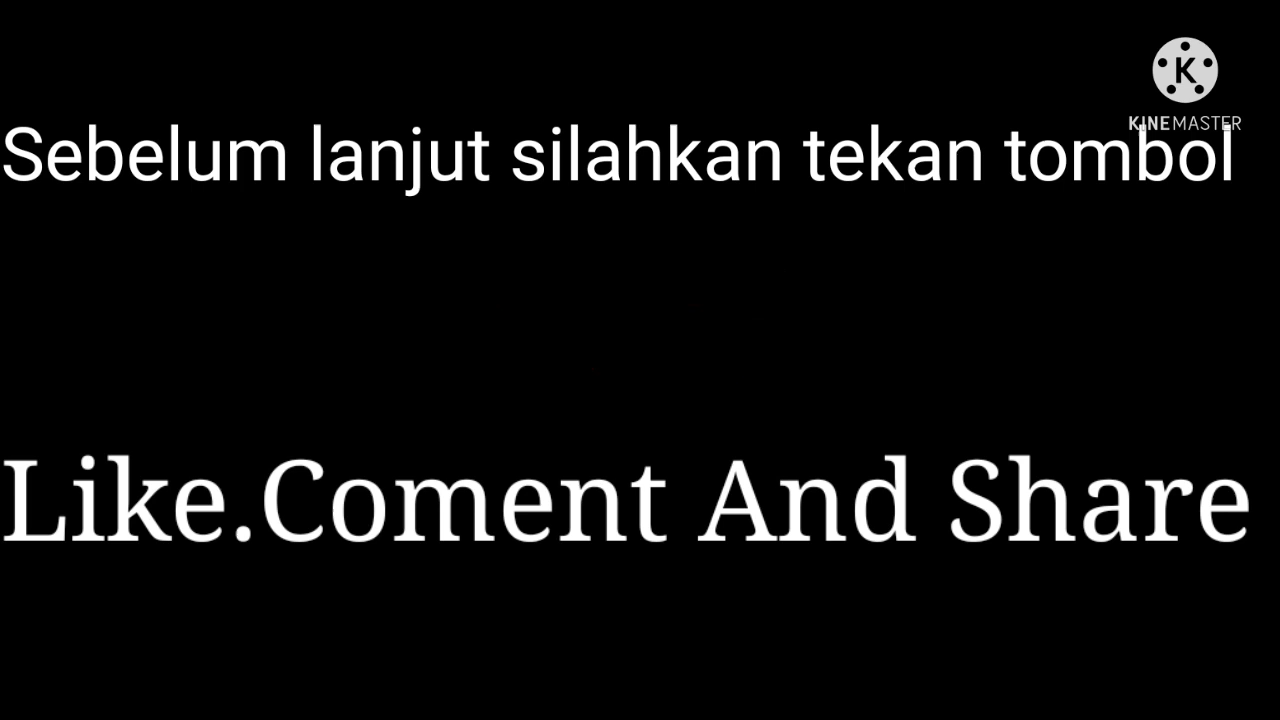 KINEMASTER
Sebelum lanjut silahkan tekan tombol
Like.Coment And Share